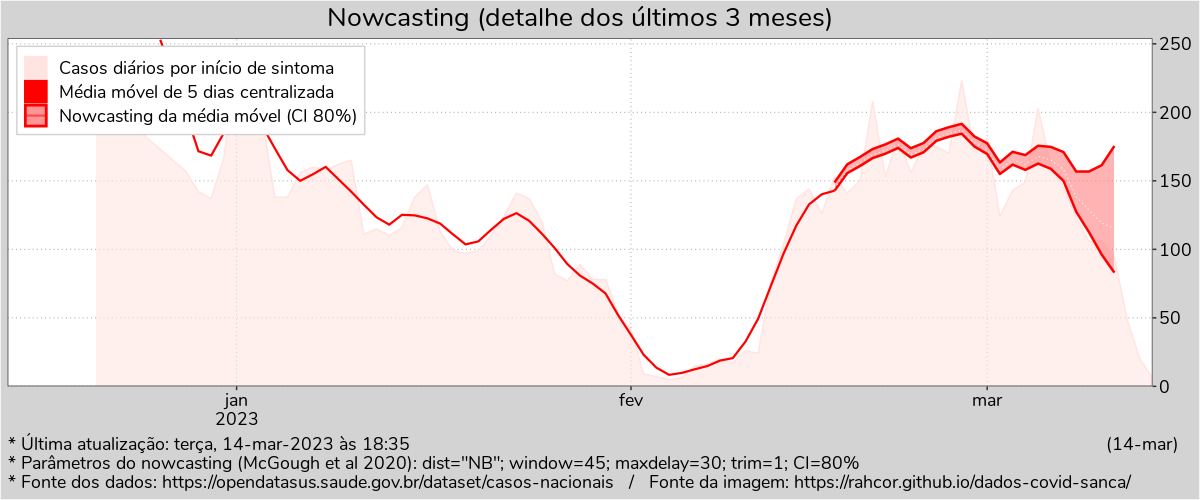 Nowcasting (detalhe dos últimos 3 meses)
Casos diários por início de sintoma
Média móvel de 5 dias centralizada
Nowcasting da média móvel (CI 80%)
250
200
150
100
50
0
jan
2023
fev
mar
* Última atualização: terça, 14-mar-2023 às 18:35
(14-mar)
* Parâmetros do nowcasting (McGough et al 2020): dist="NB"; window=45; maxdelay=30; trim=1; CI=80%
* Fonte dos dados: https://opendatasus.saude.gov.br/dataset/casos-nacionais / Fonte da imagem: https://rahcor.github.io/dados-covid-sanca/